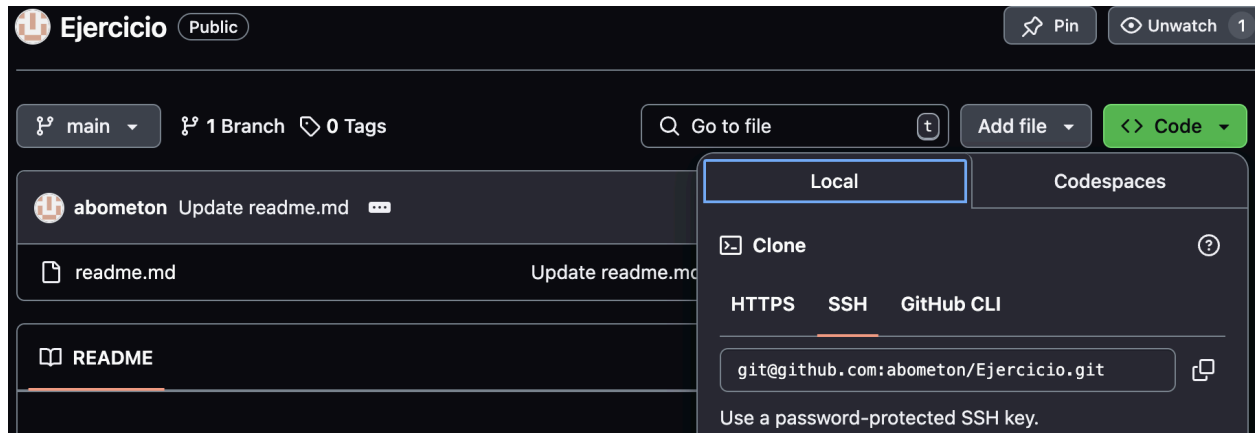 Ejercicio Public Pin Unwatch 1
main 1 Branch 0 Tags Go to file t Add file <> Code
Local Codespaces
abometon Update readme.md
Clone
readme.md Update readme.md
HTTPS SSH GitHub CLI
README
git@github.com:abometon/Ejercicio.git
Use a password-protected SSH key.